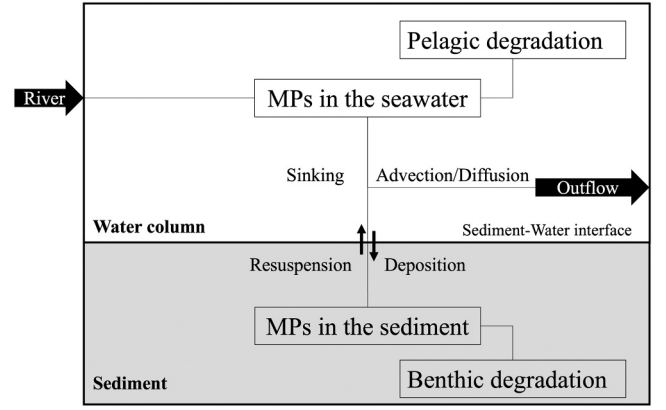 Pelagic degradation
River
MPs in the seawater
Sinking
Advection/Diffusion
Outflow
Water column
Sediment-Water interface
Resuspension
Deposition
MPs in the sediment
Benthic degradation
Sediment